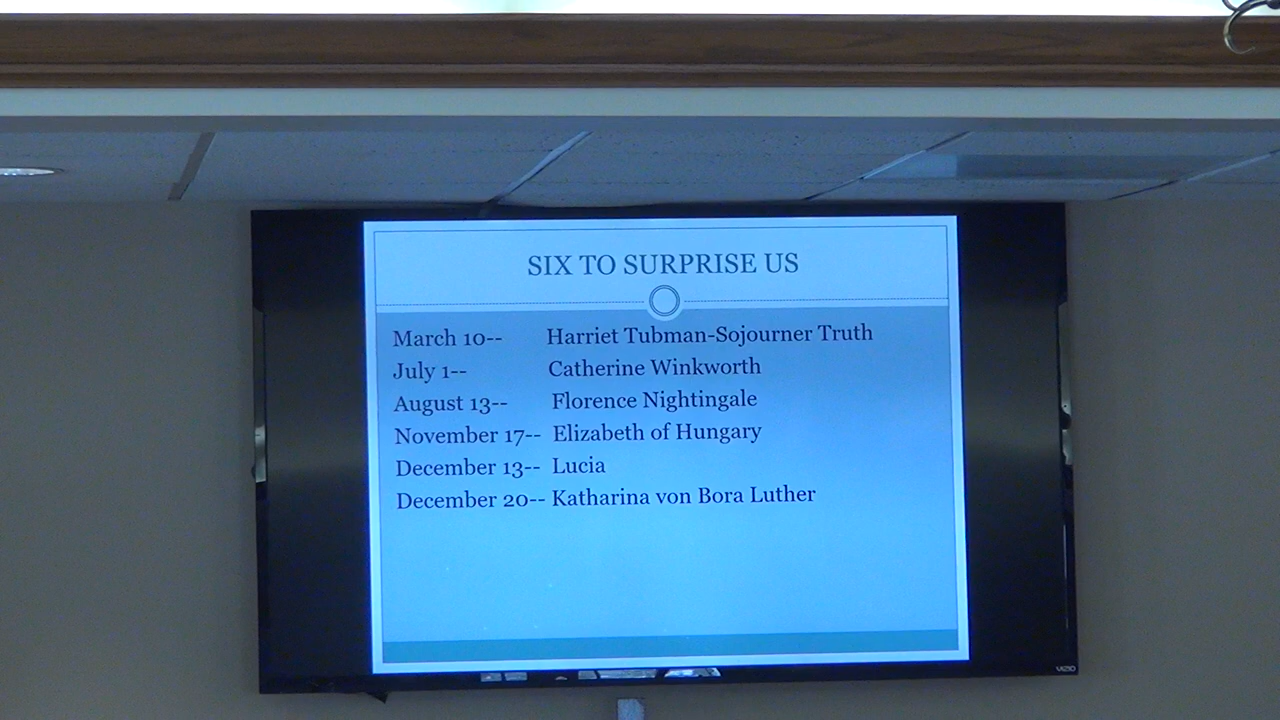 SIX TO SURPRISE US
March 10-- Harriet Tubman-Sojourner Truth
July 1-- Catherine Winkworth
August 13-- Florence Nightingale
November 17-- Elizabeth of Hungary
December 13-- Lucia
December 20-- Katharina von Bora Luther
VIZIO